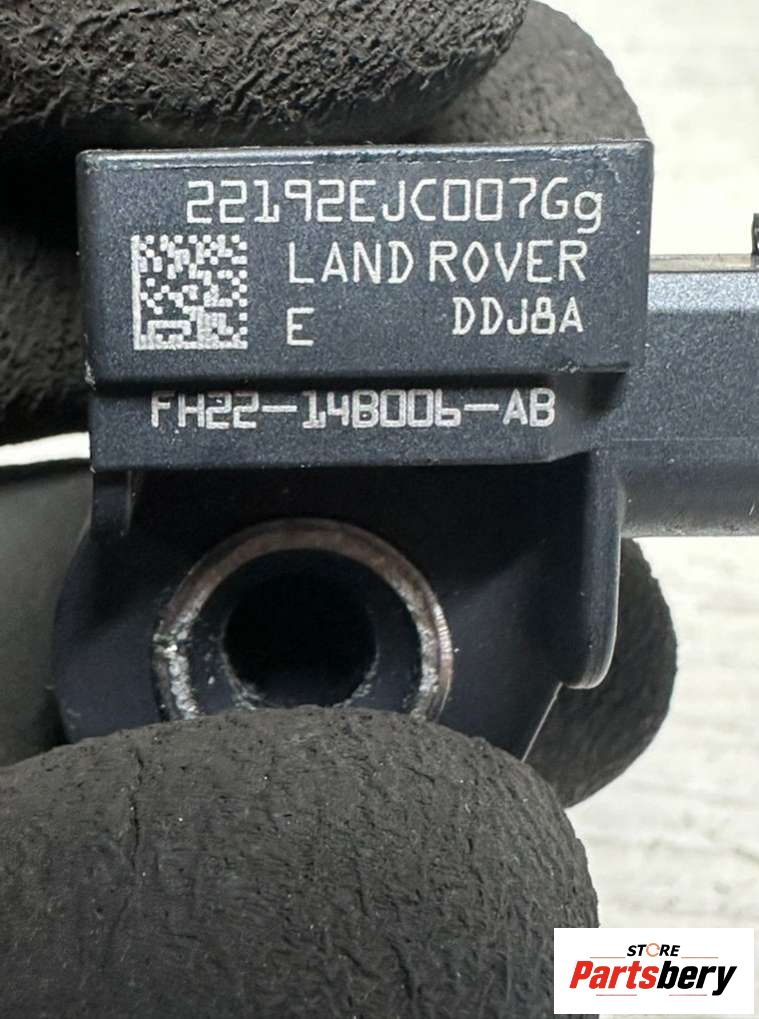 22192EJC007Gg
LAND ROVER
E DDJ8A
FH22-14B006-AB
STORE
Partsbery